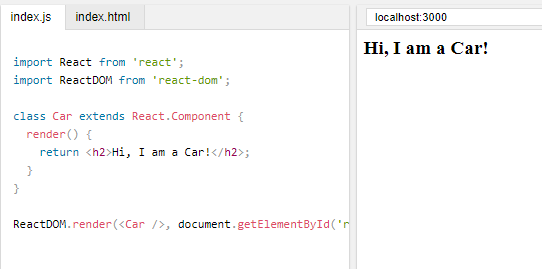 index.js index.html
import React from 'react';
import ReactDOM from 'react-dom';
class Car extends React.Component {
render() {
return <h2>Hi, I am a Car!</h2>;
}
}
ReactDOM.render(<Car />, document.getElementById('r
localhost:3000
Hi, I am a Car!